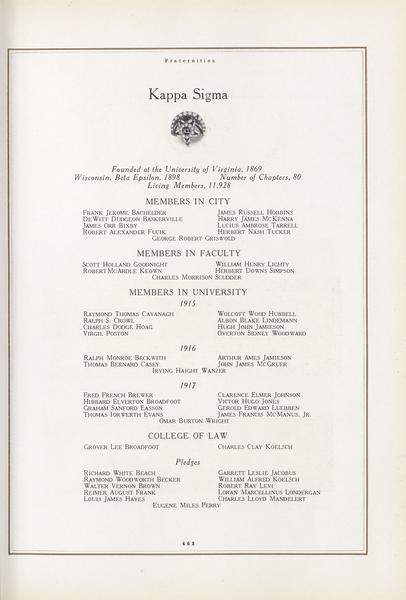 Fraternities
Kappa Sigma
Founded at the University of Virginia, 1869
Wisconsin, Beta Epsilon, 1898 Number of Chapters, 80
Living Members, 11,928
MEMBERS IN CITY
Frank Jerome Bachelder James Russell Hobbins
DeWitt Dudgeon Baskerville Harry James McKenna
James Orr Bixby Lucius Ambrose Tarrell
Robert Alexander Fucik Herbert Nash Tucker
George Robert Griswold
MEMBERS IN FACULTY
Scott Holland Goodnight William Henry Lighty
Robert McArdle Keown Herbert Downs Simpson
Charles Morrison Scudder
MEMBERS IN UNIVERSITY
1915
Raymond Thomas Cavanagh Wolcott Wood Hubbell
Ralph S. Crowl Albon Blake Lindemann
Charles Dodge Hoag Hugh John Jamieson
Virgil Poston Overton Sidney Woodward
1916
Ralph Monroe Beckwith Arthur Ames Jamieson
Thomas Bernard Casey John James McGruer
Irving Haight Wanzer
1917
Fred French Brewer Clarence Elmer Johnson
Hibbard Elverton Broadfoot Victor Hugo Jones
Graham Sanford Easson Gerold Edward Luebben
Thomas Iorwerth Evans James Francis McManus, Jr.
Omar Burton Wright
COLLEGE OF LAW
Grover Lee Broadfoot Charles Clay Koelsch
Pledges
Richard White Beach Garrett Leslie Jacobus
Raymond Woodworth Becker William Alfred Koelsch
Walter Vernon Brown Robert Ray Levi
Reimer August Frank Loran Marcellinus Londergan
Louis James Hayes Charles Lloyd Mandelert
Eugene Miles Perry
662